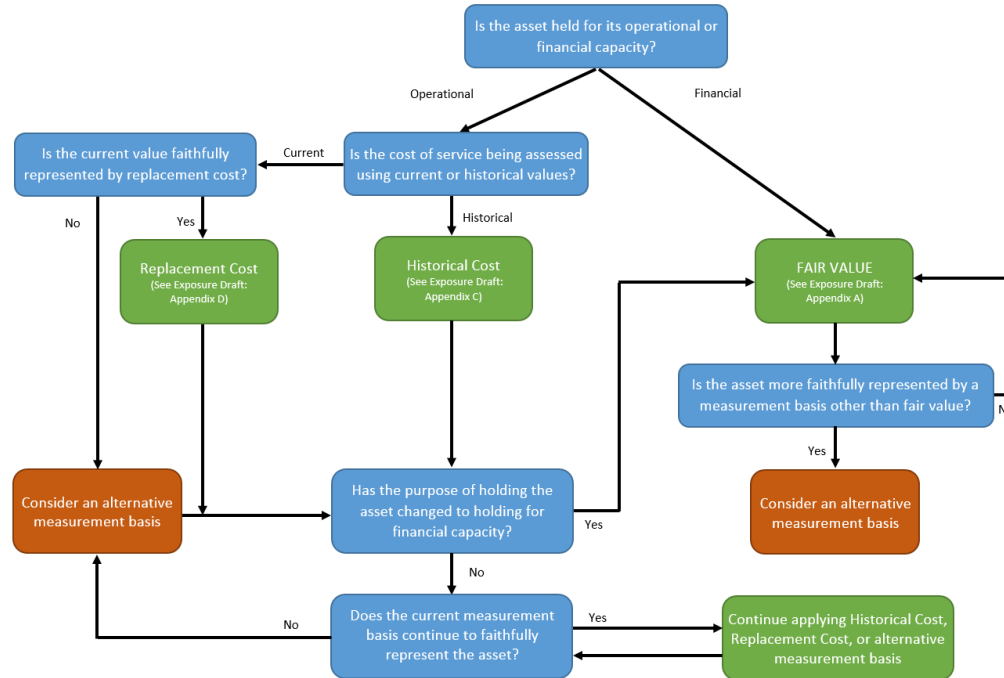 Is the asset held for its operational or
financial capacity?
Operational
Financial
Is the current value faithfully
represented by replacement cost?
Current
Is the cost of service being assessed
using current or historical values?
No
Yes
Historical
Replacement Cost
(See Exposure Draft:
Appendix D)
Historical Cost
(See Exposure Draft:
Appendix C)
FAIR VALUE
(See Exposure Draft:
Appendix A)
Is the asset more faithfully represented by a
measurement basis other than fair value?
Yes
Consider an alternative
measurement basis
Has the purpose of holding the
asset changed to holding for
financial capacity?
Yes
Consider an alternative
measurement basis
No
No
Does the current measurement
basis continue to faithfully
represent the asset?
Yes
Continue applying Historical Cost,
Replacement Cost, or alternative
measurement basis